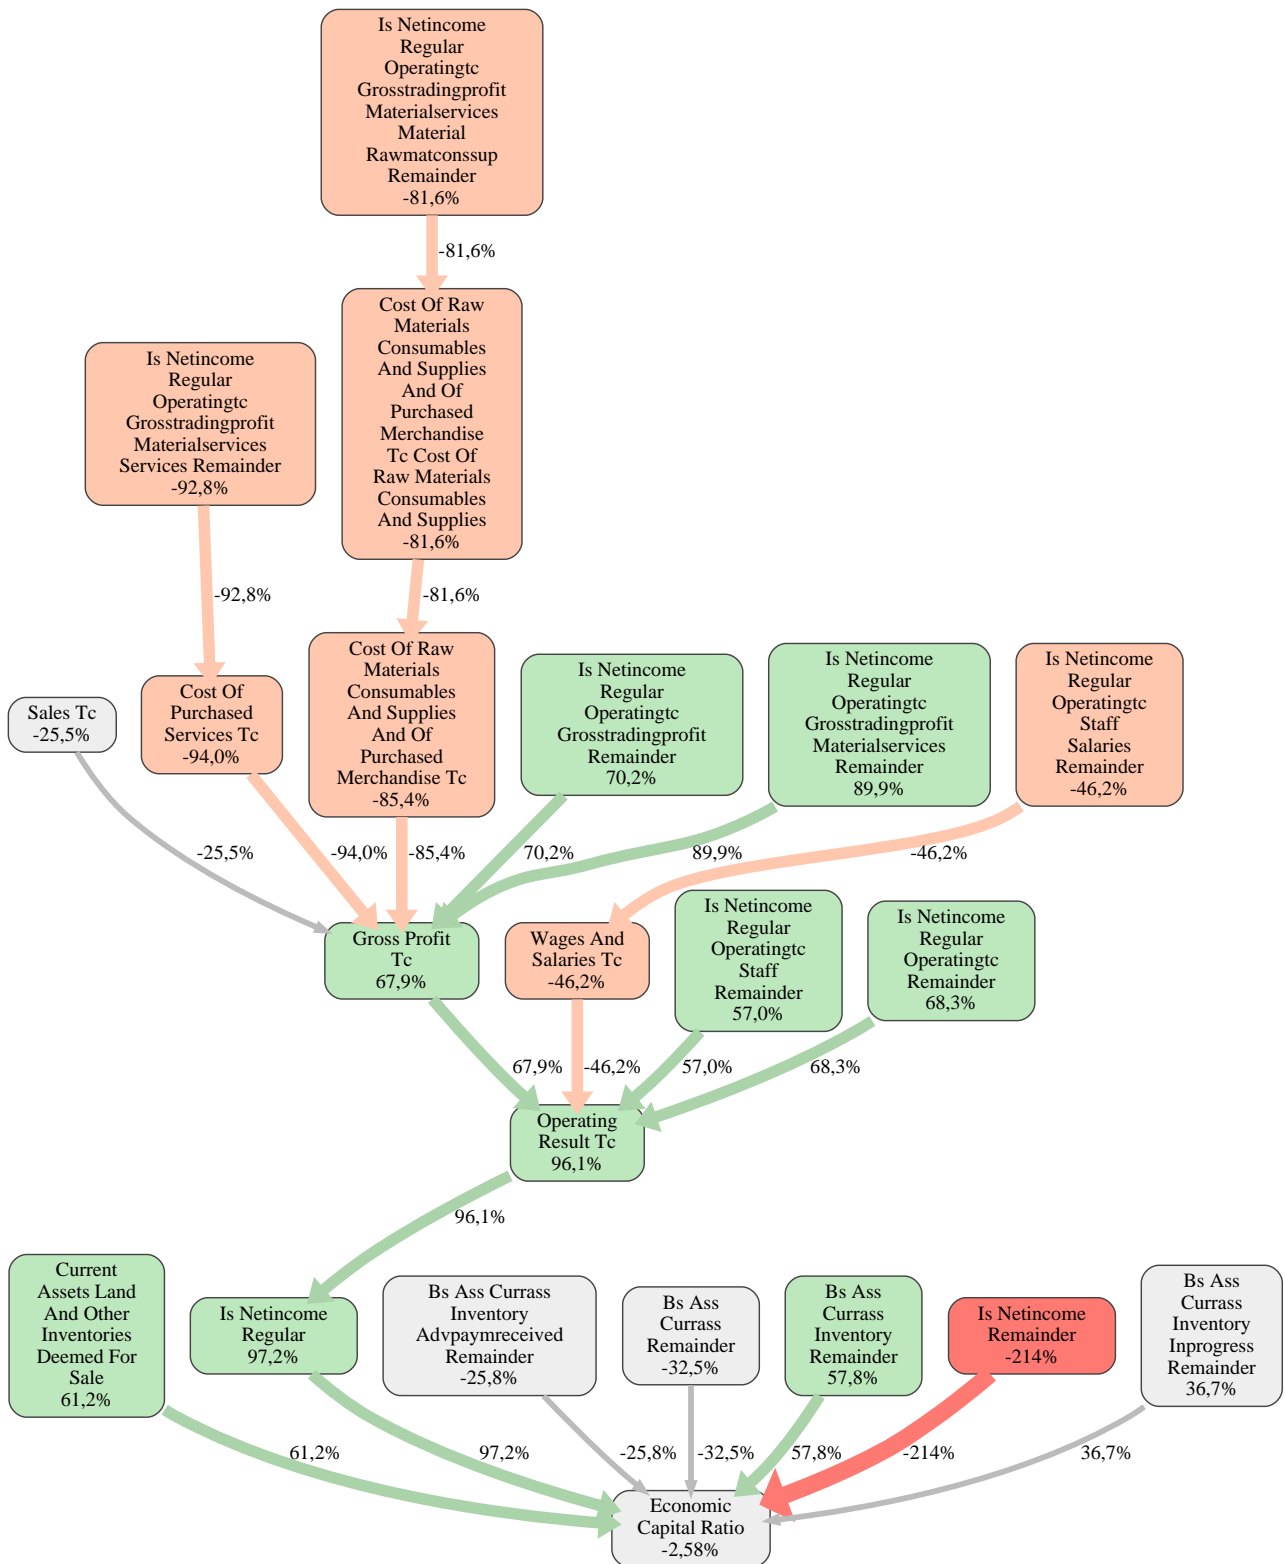 Is Netincome
Regular
Operatingtc
Grosstradingprofit
Materialservices
Material
Rawmatconssup
Remainder
-81,6%
-81,6%
Cost Of Raw
Materials
Consumables
And Supplies
And Of
Purchased
Merchandise
Tc Cost Of
Raw Materials
Consumables
And Supplies
-81,6%
Is Netincome
Regular
Operatingtc
Grosstradingprofit
Materialservices
Services Remainder
-92,8%
-92,8%
-81,6%
Sales Tc
-25,5%
Cost Of
Purchased
Services Tc
-94,0%
Cost Of Raw
Materials
Consumables
And Supplies
And Of
Purchased
Merchandise Tc
-85,4%
Is Netincome
Regular
Operatingtc
Grosstradingprofit
Remainder
70,2%
Is Netincome
Regular
Operatingtc
Grosstradingprofit
Materialservices
Remainder
89,9%
Is Netincome
Regular
Operatingtc
Staff
Salaries
Remainder
-46,2%
-25,5%
-94,0%
-85,4%
70,2%
89,9%
-46,2%
Gross Profit
Tc
67,9%
Wages And
Salaries Tc
-46,2%
Is Netincome
Regular
Operatingtc
Staff
Remainder
57,0%
Is Netincome
Regular
Operatingtc
Remainder
68,3%
67,9%
-46,2%
57,0%
68,3%
Operating
Result Tc
96,1%
96,1%
Current
Assets Land
And Other
Inventories
Deemed For
Sale
61,2%
Is Netincome
Regular
97,2%
Bs Ass Currass
Inventory
Advpaymreceived
Remainder
-25,8%
Bs Ass
Currass
Remainder
-32,5%
Bs Ass
Currass
Inventory
Remainder
57,8%
Is Netincome
Remainder
-214%
Bs Ass
Currass
Inventory
Inprogress
Remainder
36,7%
61,2%
97,2%
-25,8%
-32,5%
57,8%
-214%
36,7%
Economic
Capital Ratio
-2,58%